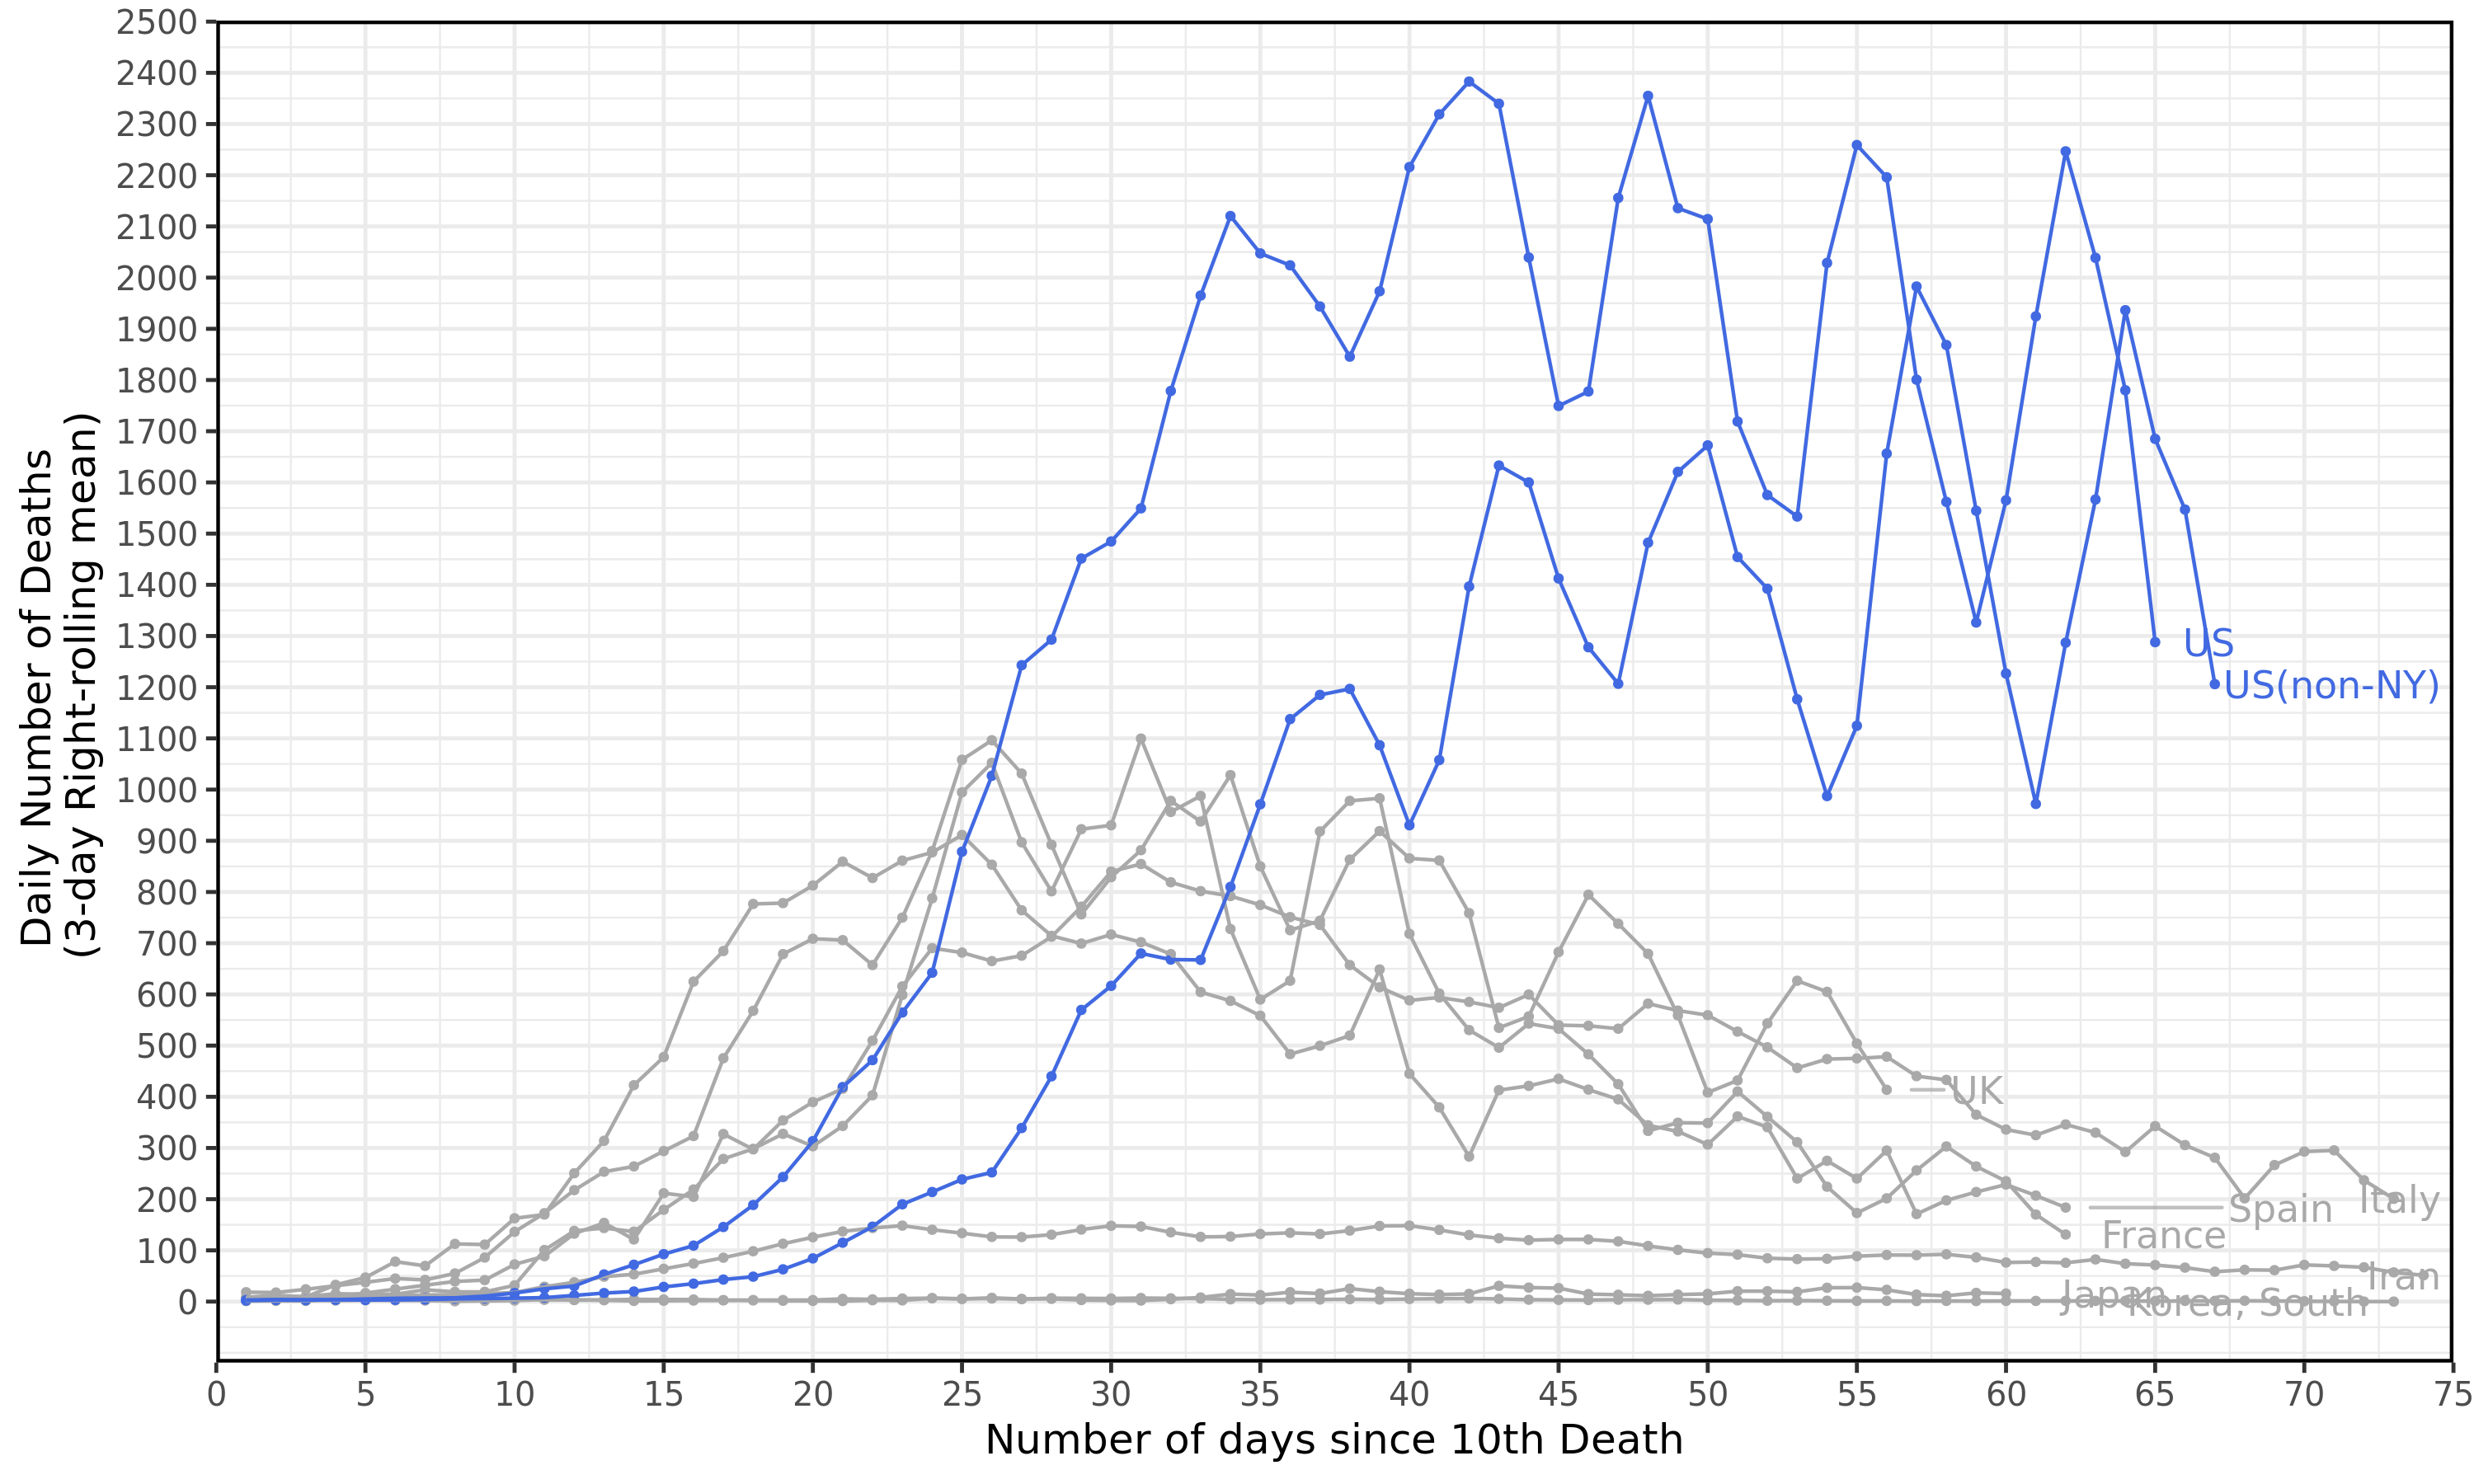 2500
2400
2300
2200
2100
2000
1900
1800
1700
1600
1500
1400
1300
1200
1100
1000
900
800
700
600
500
400
300
200
100
0
Daily Number of Deaths
(3-day Right-rolling mean)
US
US(non-NY)
UK
Italy
Spain
France
Iran
Japan
Korea, South
0 5 10 15 20 25 30 35 40 45 50 55 60 65 70 75
Number of days since 10th Death